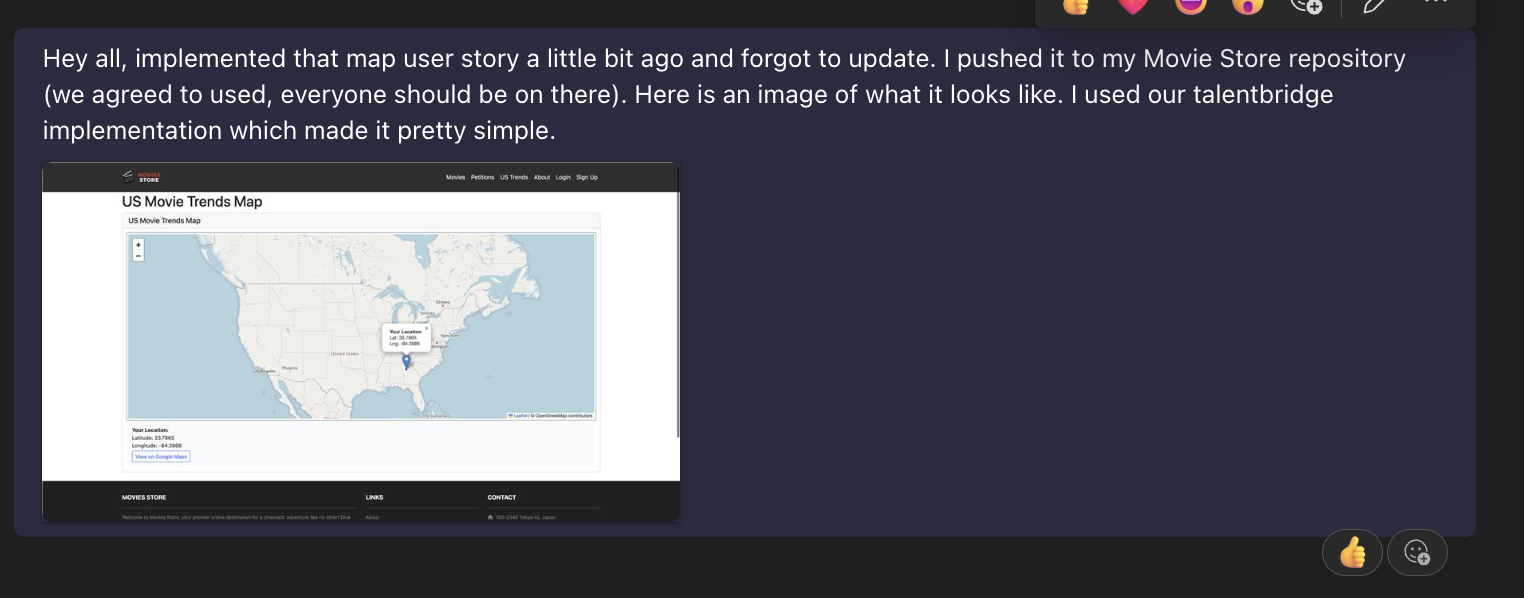 Hey all, implemented that map user story a little bit ago and forgot to update. I pushed it to my Movie Store repository
(we agreed to used, everyone should be on there). Here is an image of what it looks like. I used our talentbridge
implementation which made it pretty simple.
MOVIES
STORE
Movies Petitions US Trends About Login Sign Up
US Movie Trends Map
US Movie Trends Map
+
−
Ottawa
Toronto
New York
United States
Los Angeles
Phoenix
Your Location
Lat: 33.7865
Lng: -84.3988
×
The Bahamas
Leaflet | © OpenStreetMap contributors
Your Location:
Latitude: 33.7865
Longitude: -84.3988
View on Google Maps
MOVIES STORE
LINKS
CONTACT
Welcome to Movies Store, your premier online destination for a cinematic adventure like no other! Dive
About
150-2345 Tokyo-to, Japan